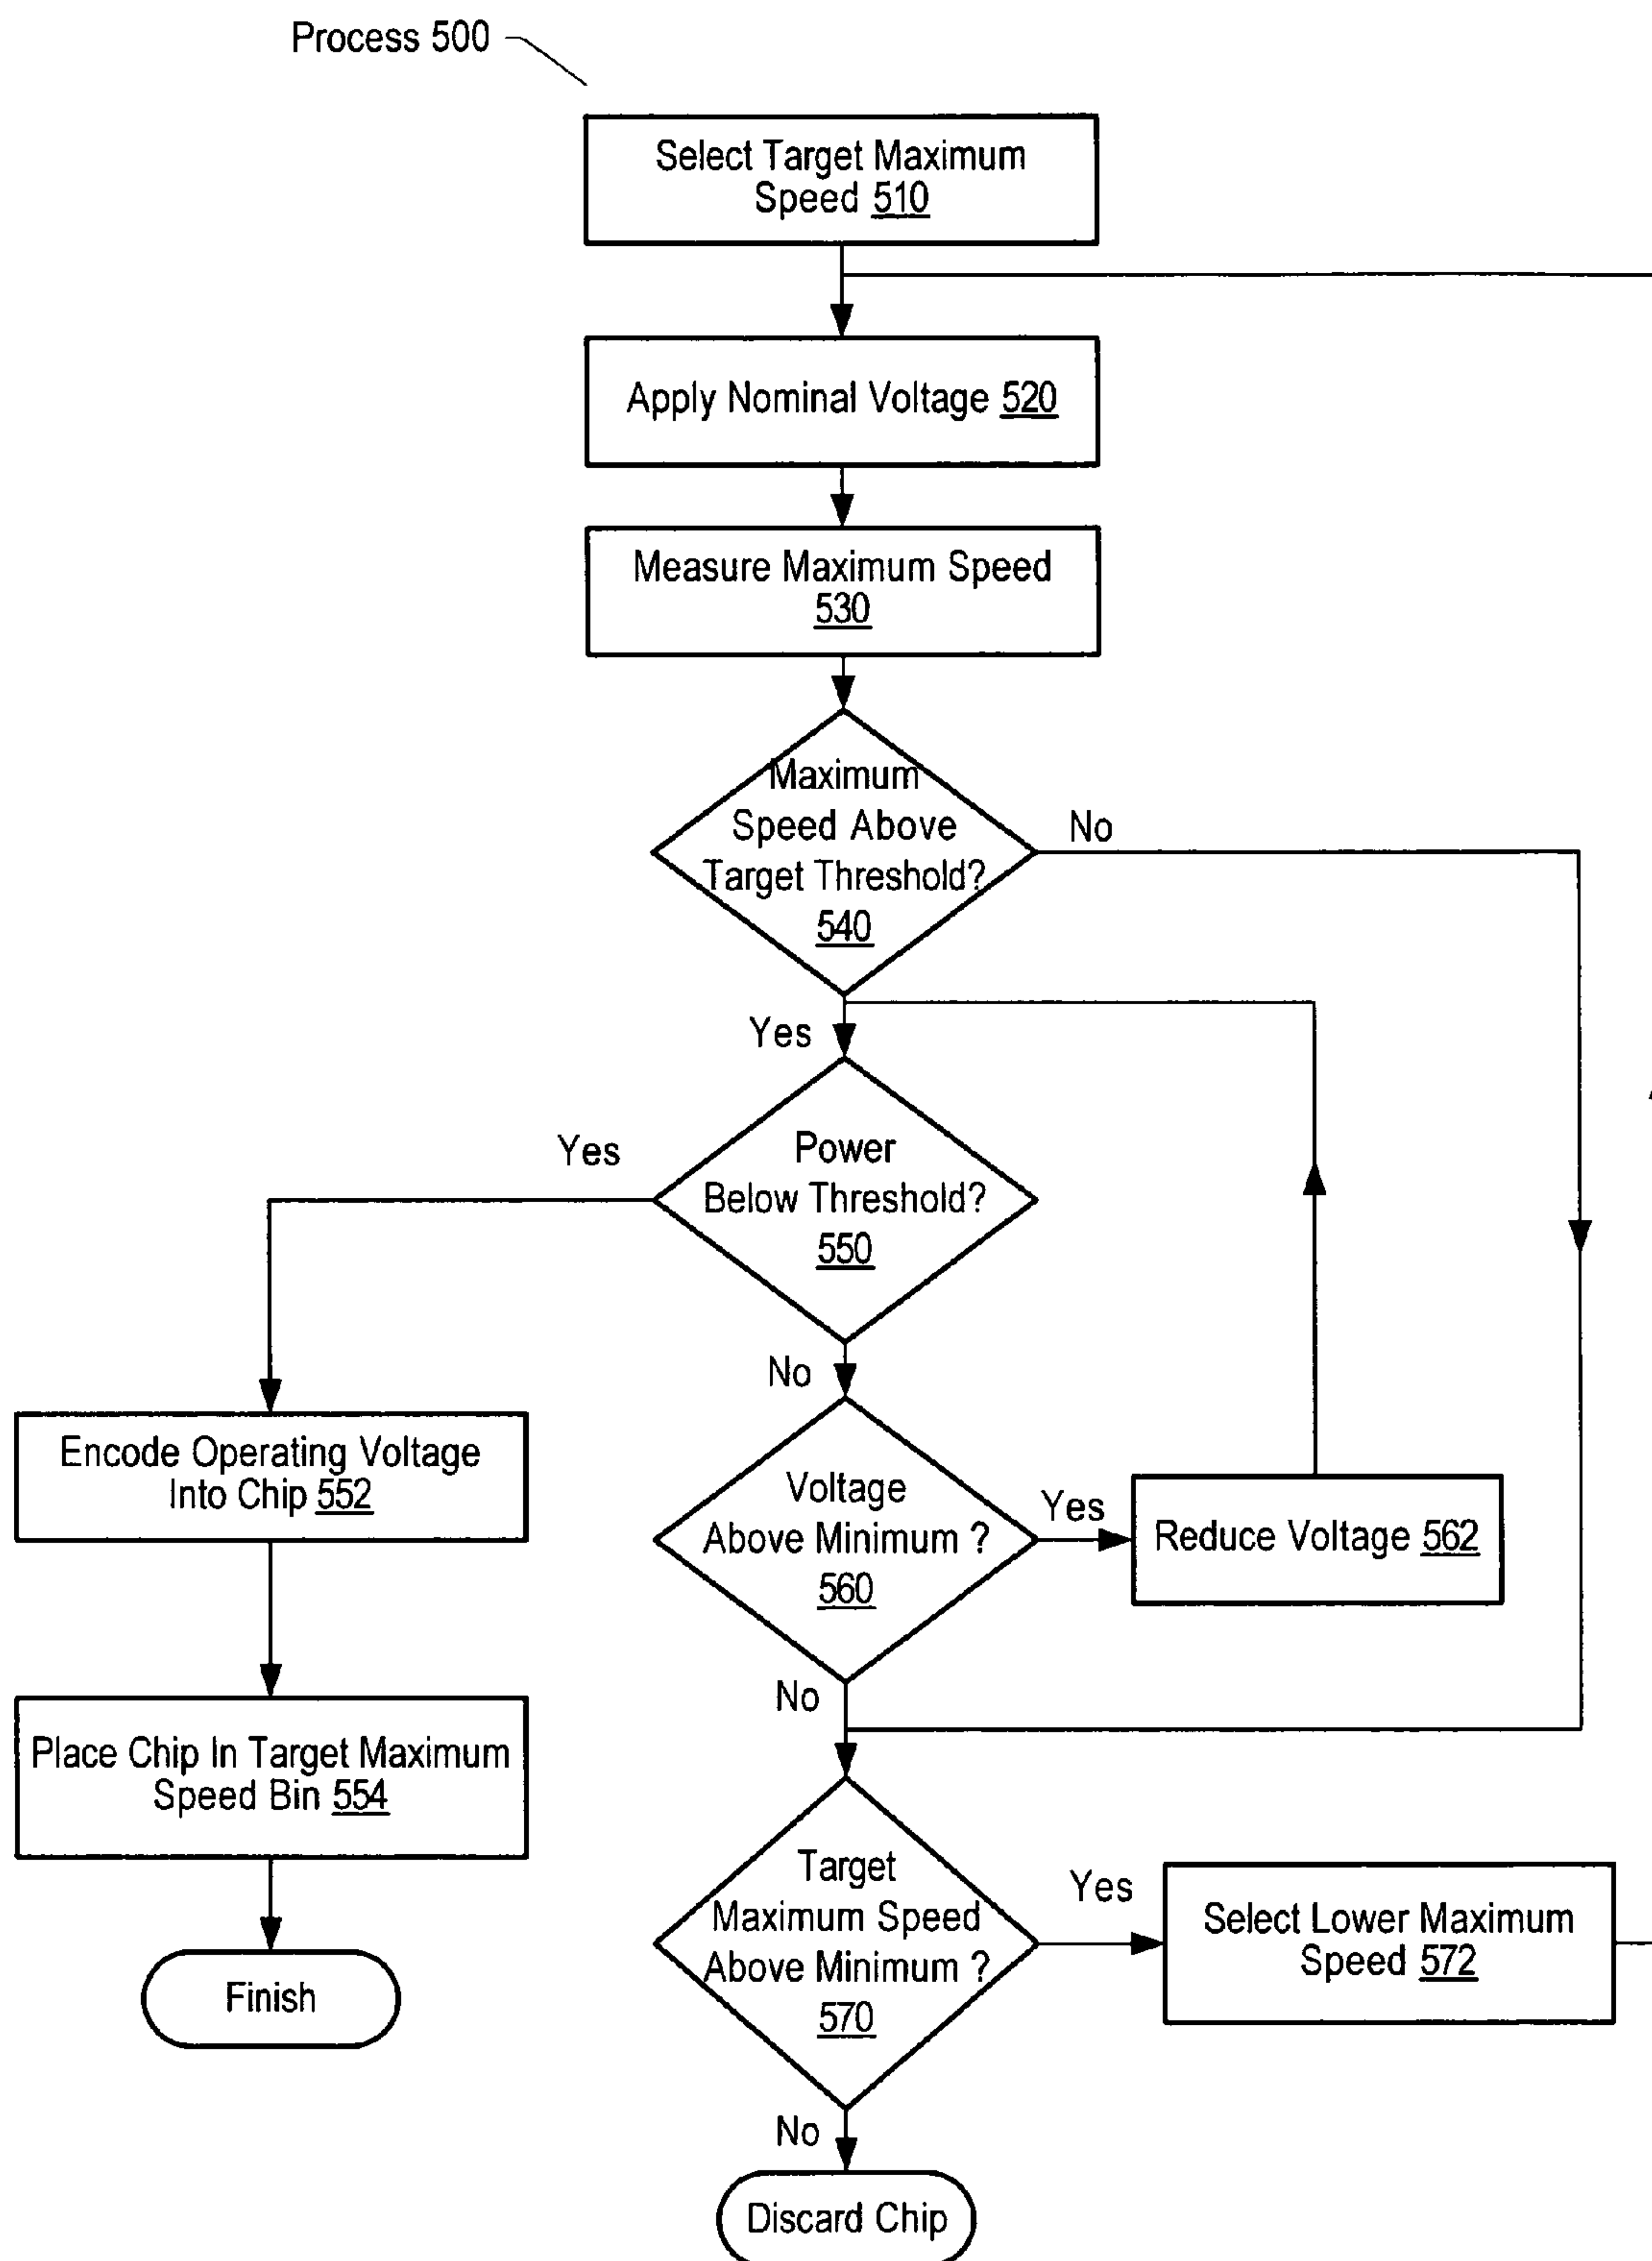 Process 500
Select Target Maximum
Speed 510
Apply Nominal Voltage 520
Measure Maximum Speed
530
Maximum
Speed Above
Target Threshold?
540
No
Yes
Power
Below Threshold?
550
Yes
No
Encode Operating Voltage
Into Chip 552
Voltage
Above Minimum ?
560
Yes
Reduce Voltage 562
No
Place Chip In Target Maximum
Speed Bin 554
Target
Maximum Speed
Above Minimum ?
570
Yes
Select Lower Maximum
Speed 572
Finish
No
Discard Chip